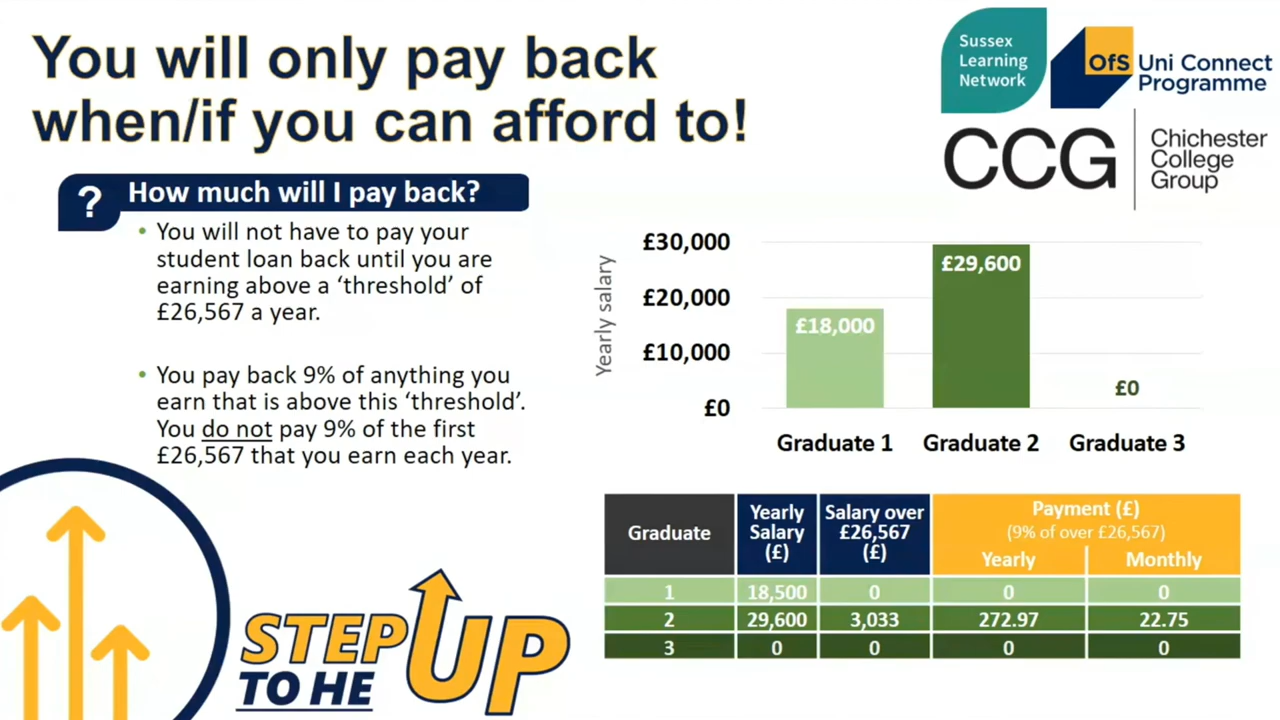 You will only pay back
when/if you can afford to!
Sussex
Learning
Network
OfS Uni Connect
Programme
CCG Chichester
College
Group
? How much will I pay back?
• You will not have to pay your
student loan back until you are
earning above a ‘threshold’ of
£26,567 a year.
• You pay back 9% of anything you
earn that is above this ‘threshold’.
You do not pay 9% of the first
£26,567 that you earn each year.
Yearly salary
£30,000
£20,000
£10,000
£0
£18,000
£29,600
£0
Graduate 1 Graduate 2 Graduate 3
Graduate
Yearly
Salary
(£)
Salary over
£26,567
(£)
Payment (£)
(9% of over £26,567)
Yearly Monthly
1 18,500 0 0 0
2 29,600 3,033 272.97 22.75
3 0 0 0 0
STEP UP
TO HE